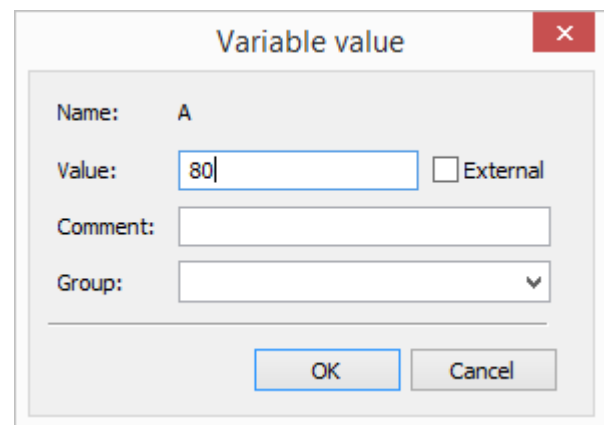 Variable value
Name: A
Value: 80 External
Comment:
Group:
OK Cancel